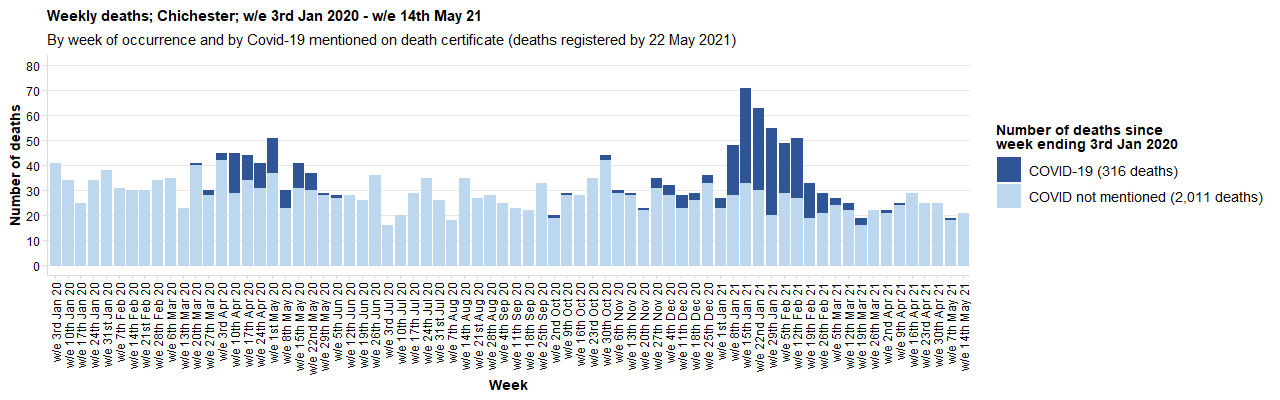 Weekly deaths; Chichester; w/e 3rd Jan 2020 - w/e 14th May 21
By week of occurrence and by Covid-19 mentioned on death certificate (deaths registered by 22 May 2021)
Number of deaths
80
70
60
50
40
30
20
10
0
w/e 3rd Jan 20
w/e 10th Jan 20
w/e 17th Jan 20
w/e 24th Jan 20
w/e 31st Jan 20
w/e 7th Feb 20
w/e 14th Feb 20
w/e 21st Feb 20
w/e 28th Feb 20
w/e 6th Mar 20
w/e 13th Mar 20
w/e 20th Mar 20
w/e 27th Mar 20
w/e 3rd Apr 20
w/e 10th Apr 20
w/e 17th Apr 20
w/e 24th Apr 20
w/e 1st May 20
w/e 8th May 20
w/e 15th May 20
w/e 22nd May 20
w/e 29th May 20
w/e 5th Jun 20
w/e 12th Jun 20
w/e 19th Jun 20
w/e 26th Jun 20
w/e 3rd Jul 20
w/e 10th Jul 20
w/e 17th Jul 20
w/e 24th Jul 20
w/e 31st Jul 20
w/e 7th Aug 20
w/e 14th Aug 20
w/e 21st Aug 20
w/e 28th Aug 20
w/e 4th Sep 20
w/e 11th Sep 20
w/e 18th Sep 20
w/e 25th Sep 20
w/e 2nd Oct 20
w/e 9th Oct 20
w/e 16th Oct 20
w/e 23rd Oct 20
w/e 30th Oct 20
w/e 6th Nov 20
w/e 13th Nov 20
w/e 20th Nov 20
w/e 27th Nov 20
w/e 4th Dec 20
w/e 11th Dec 20
w/e 18th Dec 20
w/e 25th Dec 20
w/e 1st Jan 21
w/e 8th Jan 21
w/e 15th Jan 21
w/e 22nd Jan 21
w/e 29th Jan 21
w/e 5th Feb 21
w/e 12th Feb 21
w/e 19th Feb 21
w/e 26th Feb 21
w/e 5th Mar 21
w/e 12th Mar 21
w/e 19th Mar 21
w/e 26th Mar 21
w/e 2nd Apr 21
w/e 9th Apr 21
w/e 16th Apr 21
w/e 23rd Apr 21
w/e 30th Apr 21
w/e 7th May 21
w/e 14th May 21
Week
Number of deaths since
week ending 3rd Jan 2020
COVID-19 (316 deaths)
COVID not mentioned (2,011 deaths)